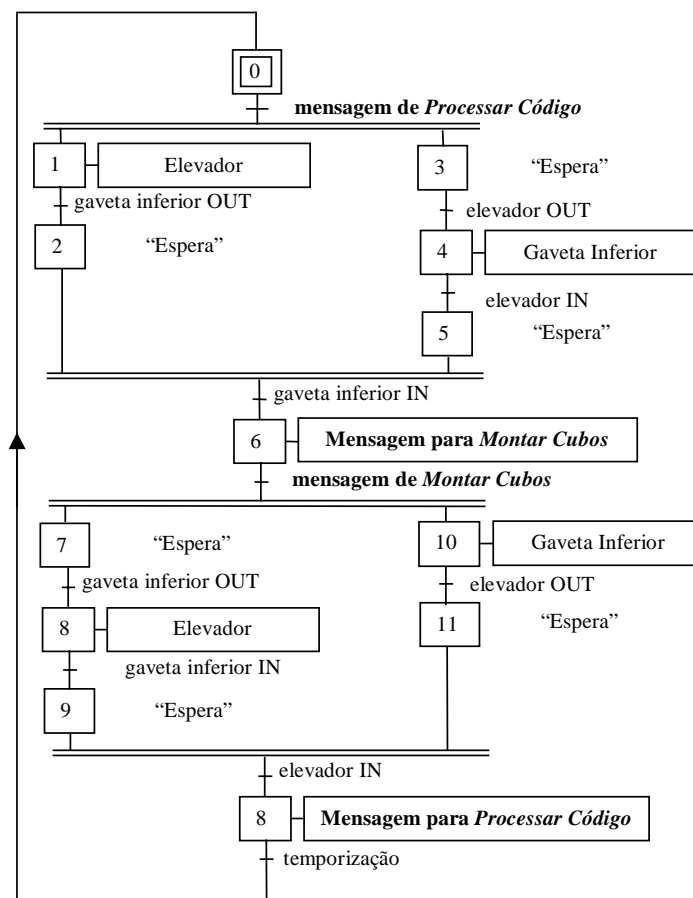 0
mensagem de Processar Código
1 Elevador 3 “Espera”
gaveta inferior OUT elevador OUT
2 “Espera” 4 Gaveta Inferior
elevador IN
5 “Espera”
gaveta inferior IN
6 Mensagem para Montar Cubos
mensagem de Montar Cubos
7 “Espera” 10 Gaveta Inferior
gaveta inferior OUT elevador OUT
8 Elevador 11 “Espera”
gaveta inferior IN
9 “Espera”
elevador IN
8 Mensagem para Processar Código
temporização